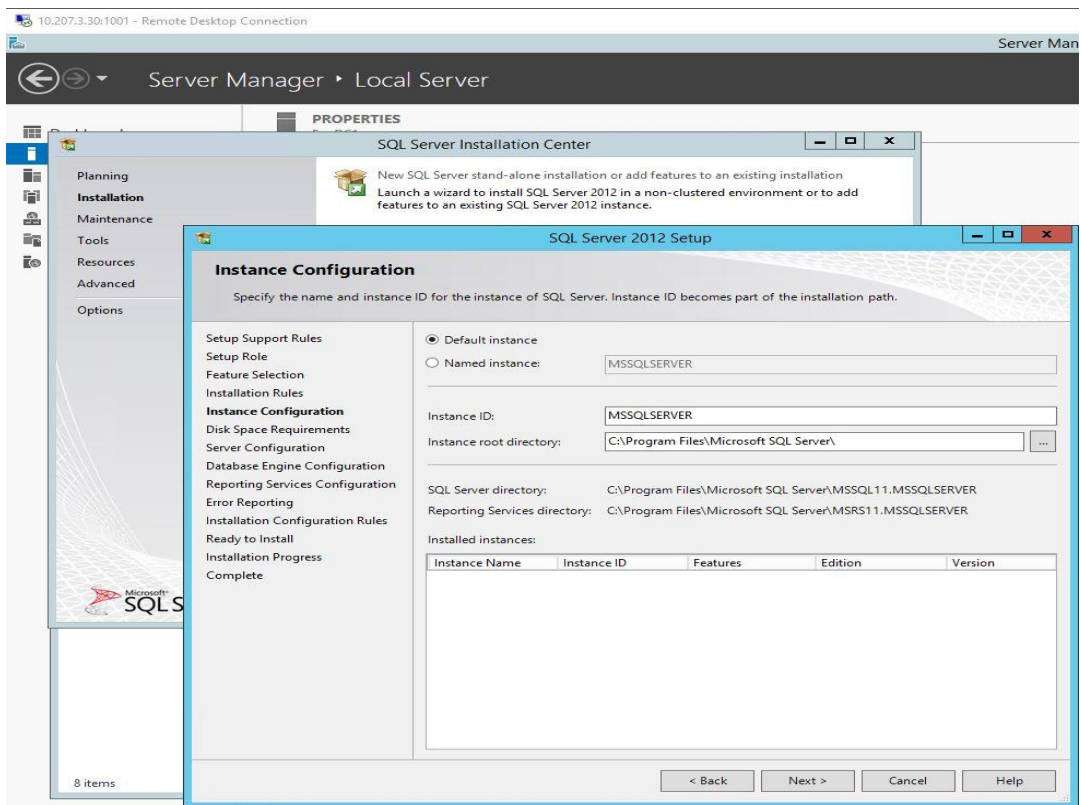 10.207.3.30:1001 - Remote Desktop Connection
Server Man
Server Manager ‣ Local Server
PROPERTIES
SQL Server Installation Center
Planning
Installation
Maintenance
Tools
Resources
Advanced
Options
New SQL Server stand-alone installation or add features to an existing installation
Launch a wizard to install SQL Server 2012 in a non-clustered environment or to add
features to an existing SQL Server 2012 instance.
Microsoft
SQL S
8 items
SQL Server 2012 Setup
Instance Configuration
Specify the name and instance ID for the instance of SQL Server. Instance ID becomes part of the installation path.
Setup Support Rules
Setup Role
Feature Selection
Installation Rules
Instance Configuration
Disk Space Requirements
Server Configuration
Database Engine Configuration
Reporting Services Configuration
Error Reporting
Installation Configuration Rules
Ready to Install
Installation Progress
Complete
Default instance
Named instance: MSSQLSERVER
Instance ID: MSSQLSERVER
Instance root directory: C:\Program Files\Microsoft SQL Server\ ...
SQL Server directory: C:\Program Files\Microsoft SQL Server\MSSQL11.MSSQLSERVER
Reporting Services directory: C:\Program Files\Microsoft SQL Server\MSRS11.MSSQLSERVER
Installed instances:
Instance Name Instance ID Features Edition Version
< Back Next > Cancel Help